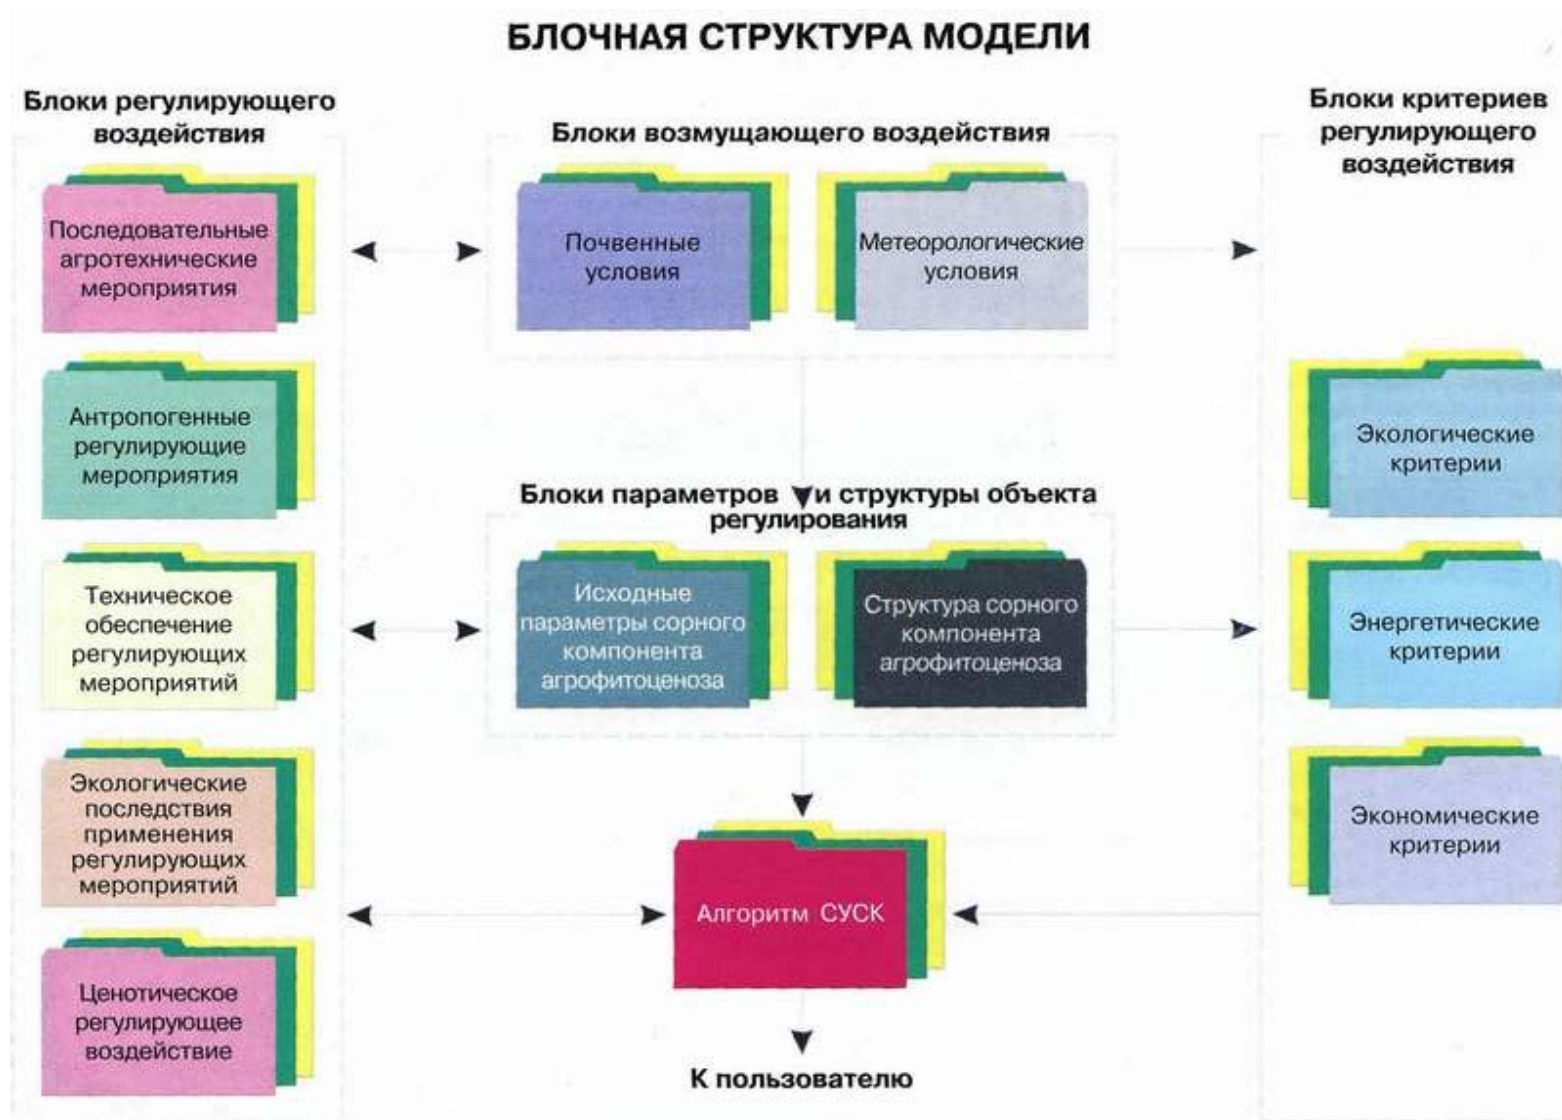 БЛОЧНАЯ СТРУКТУРА МОДЕЛИ
Блоки регулирующего
воздействия
Последовательные
агротехнические
мероприятия
Антропогенные
регулирующие
мероприятия
Техническое
обеспечение
регулирующих
мероприятий
Экологические
последствия
применения
регулирующих
мероприятий
Ценотическое
регулирующее
воздействие
Блоки возмущающего воздействия
Почвенные
условия
Метеорологические
условия
Блоки параметров и структуры объекта
регулирования
Исходные
параметры сорного
компонента
агрофитоценоза
Структура сорного
компонента
агрофитоценоза
Алгоритм СУСК
К пользователю
Блоки критериев
регулирующего
воздействия
Экологические
критерии
Энергетические
критерии
Экономические
критерии